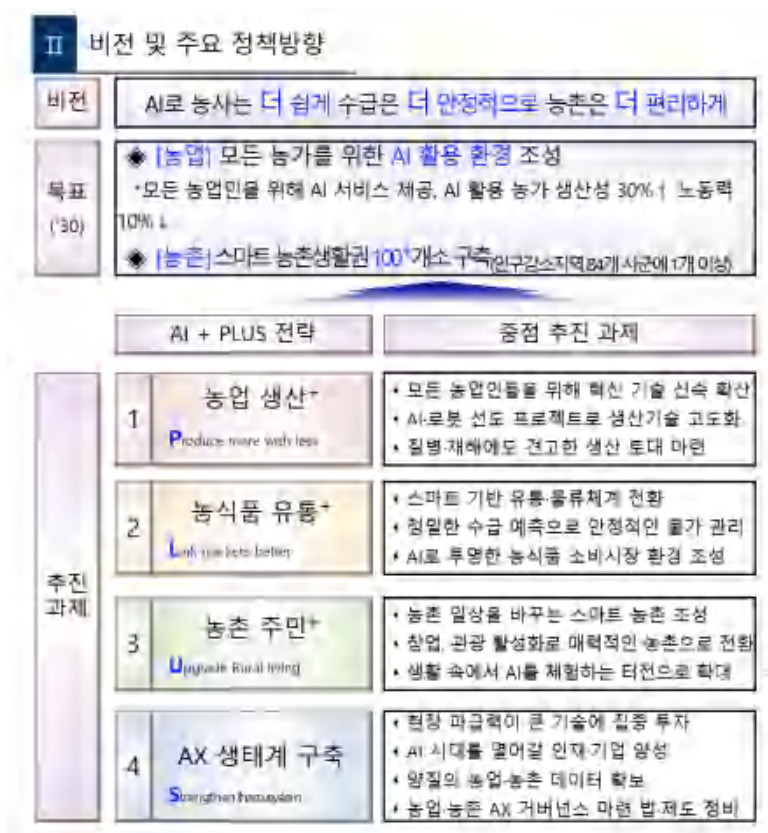 Ⅱ 비전 및 주요 정책방향
비전
AI로 농사는 더 쉽게 수급은 더 안정적으로 농촌은 더 편리하게
목표
('30)
◈ [농업] 모든 농가를 위한 AI 활용 환경 조성
*모든 농업인을 위해 AI 서비스 제공, AI 활용 농가 생산성 30%↑ 노동력
10%↓
◈ [농촌] 스마트 농촌생활권 100+개소 구축(인구감소지역 84개 시군에 1개 이상)
AI + PLUS 전략
중점 추진 과제
추진
과제
1
농업 생산+
Produce more with less
• 모든 농업인들을 위해 혁신 기술 신속 확산
• AI·로봇 선도 프로젝트로 생산기술 고도화
• 질병·재해에도 견고한 생산 토대 마련
2
농식품 유통+
Link markets better
• 스마트 기반 유통·물류체계 전환
• 정밀한 수급 예측으로 안정적인 물가 관리
• AI로 투명한 농식품 소비시장 환경 조성
3
농촌 주민+
Upgrade Rural living
• 농촌 일상을 바꾸는 스마트 농촌 조성
• 창업, 관광 활성화로 매력적인 농촌으로 전환
• 생활 속에서 AI를 체험하는 터전으로 확대
4
AX 생태계 구축
Strengthen Ecosystem
• 현장 파급력이 큰 기술에 집중 투자
• AI 시대를 열어갈 인재·기업 양성
• 양질의 농업·농촌 데이터 확보
• 농업·농촌 AX 거버넌스 마련 법·제도 정비